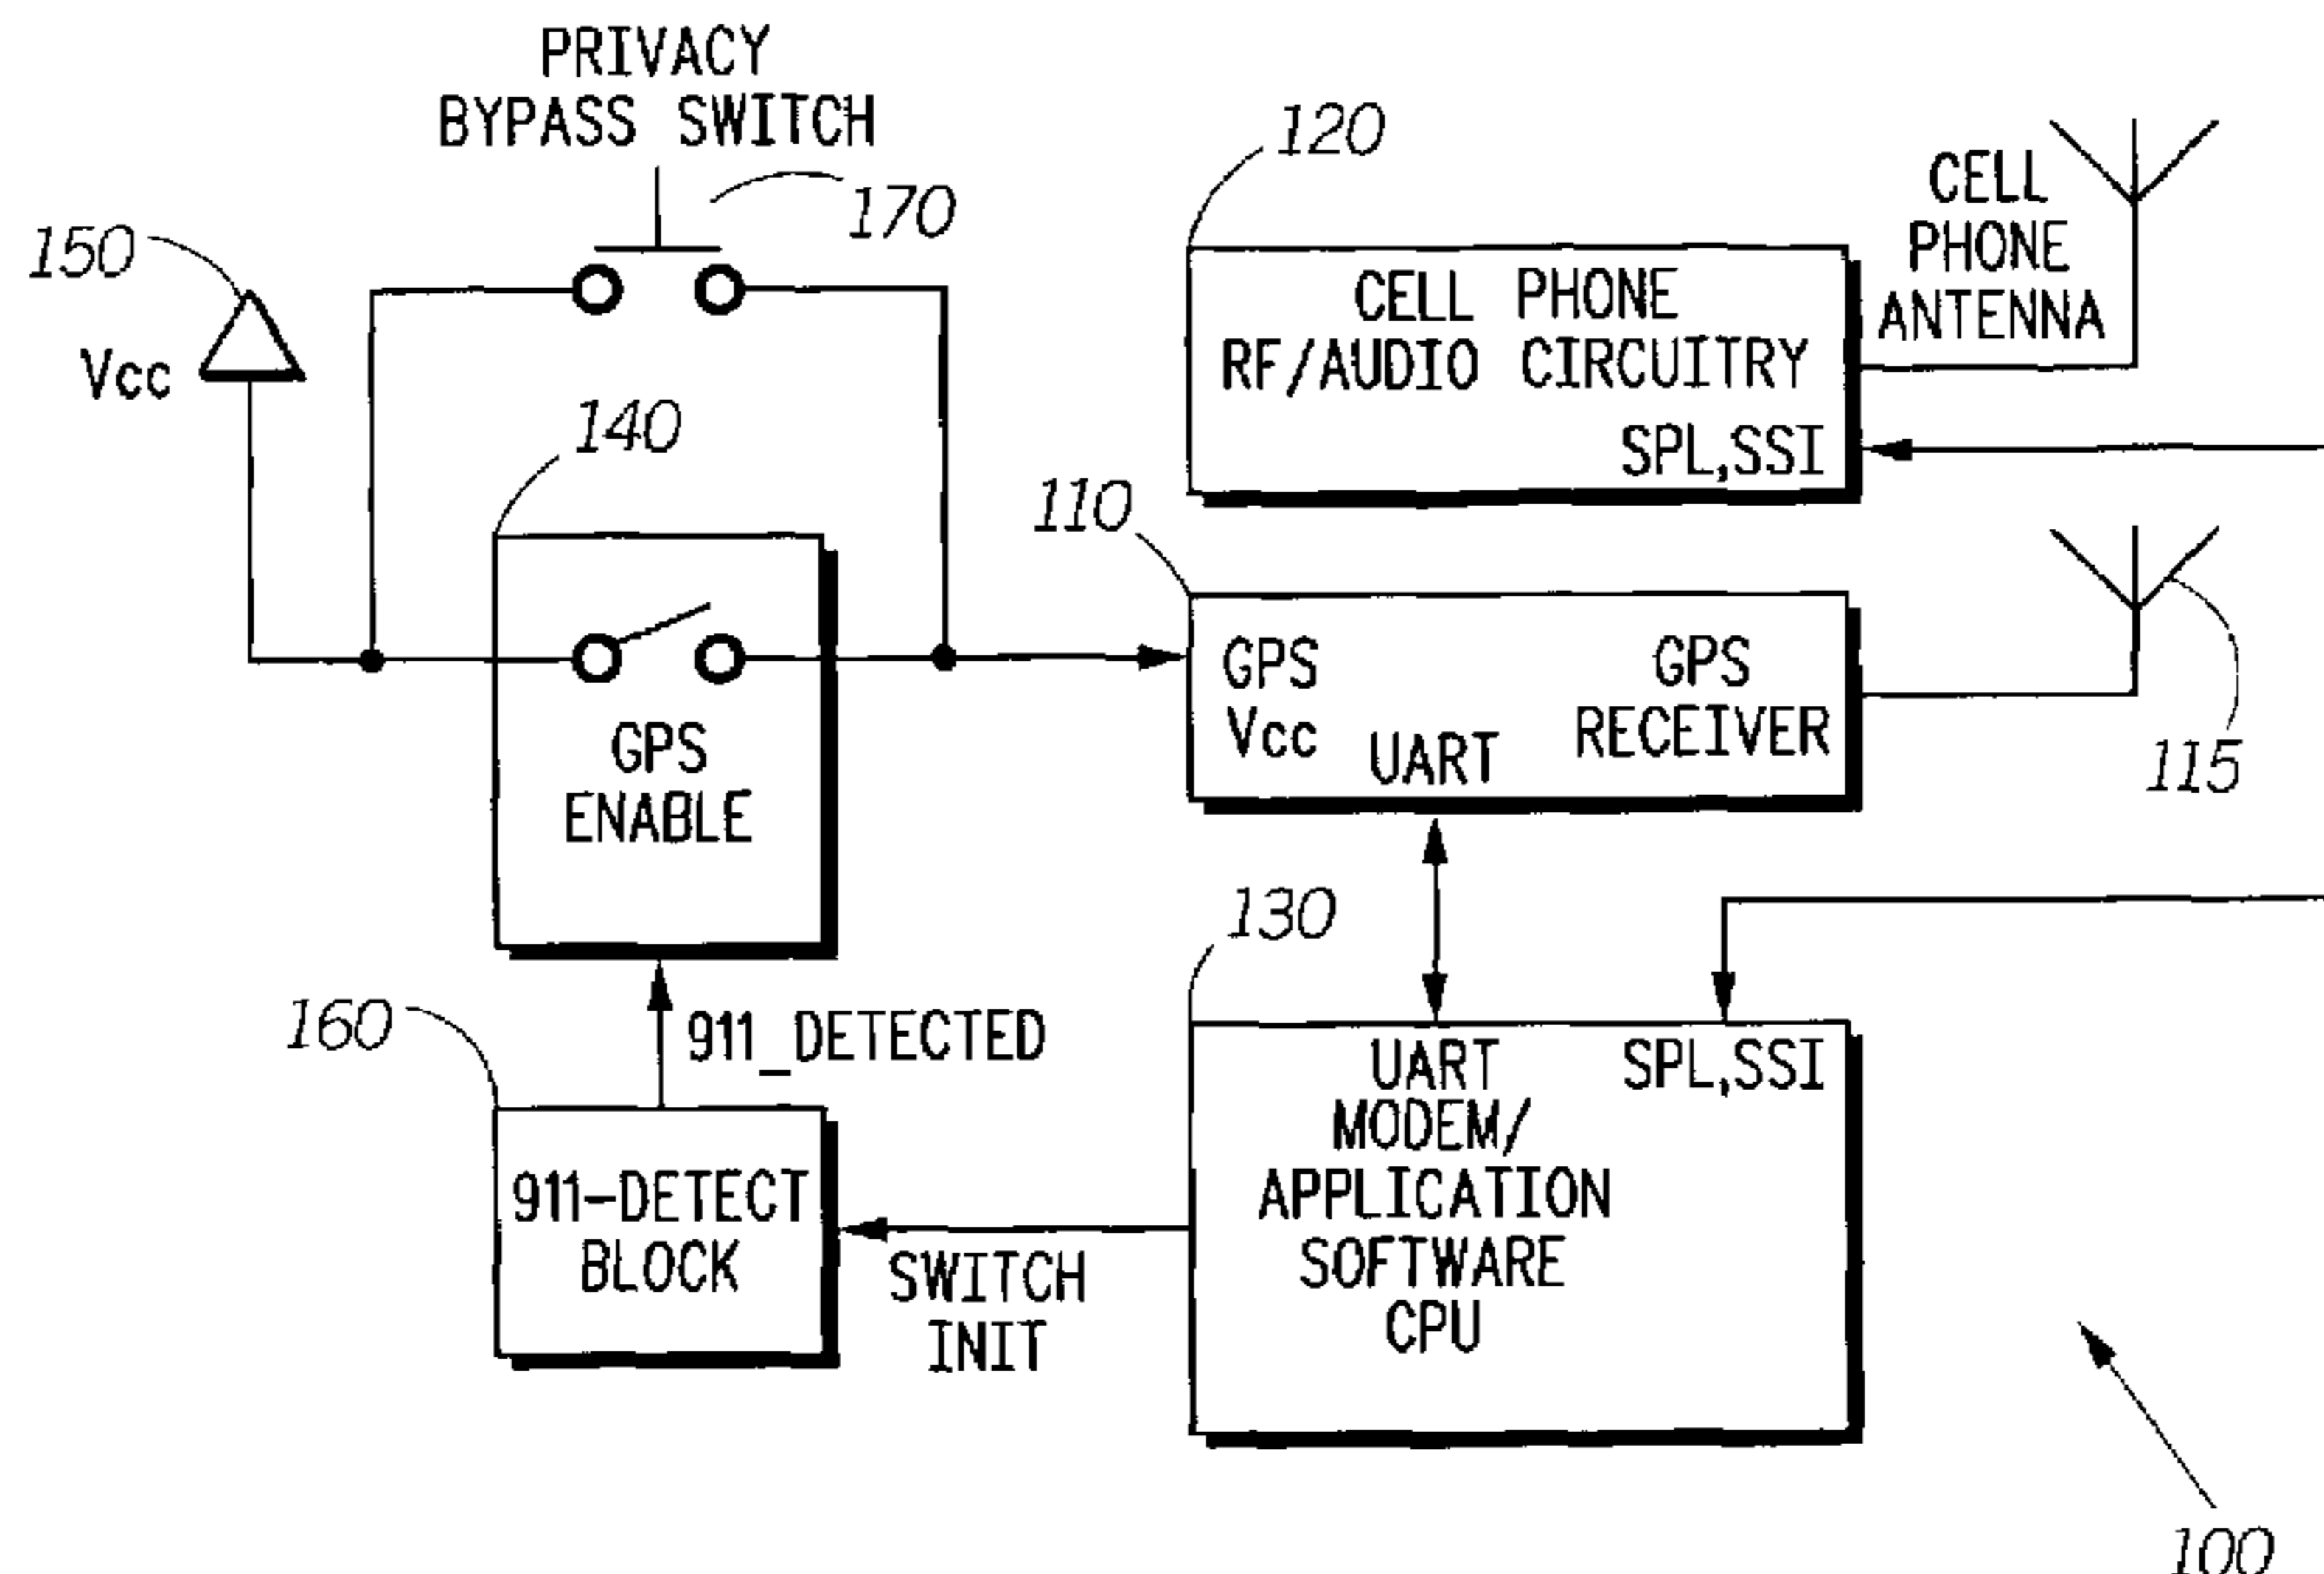 PRIVACY
BYPASS SWITCH
170
150
Vcc
120
CELL PHONE
RF/AUDIO CIRCUITRY
SPL,SSI
CELL
PHONE
ANTENNA
140
GPS
ENABLE
110
GPS
Vcc
UART
GPS
RECEIVER
115
130
160
911_DETECTED
911-DETECT
BLOCK
SWITCH
INIT
UART
SPL,SSI
MODEM/
APPLICATION
SOFTWARE
CPU
100